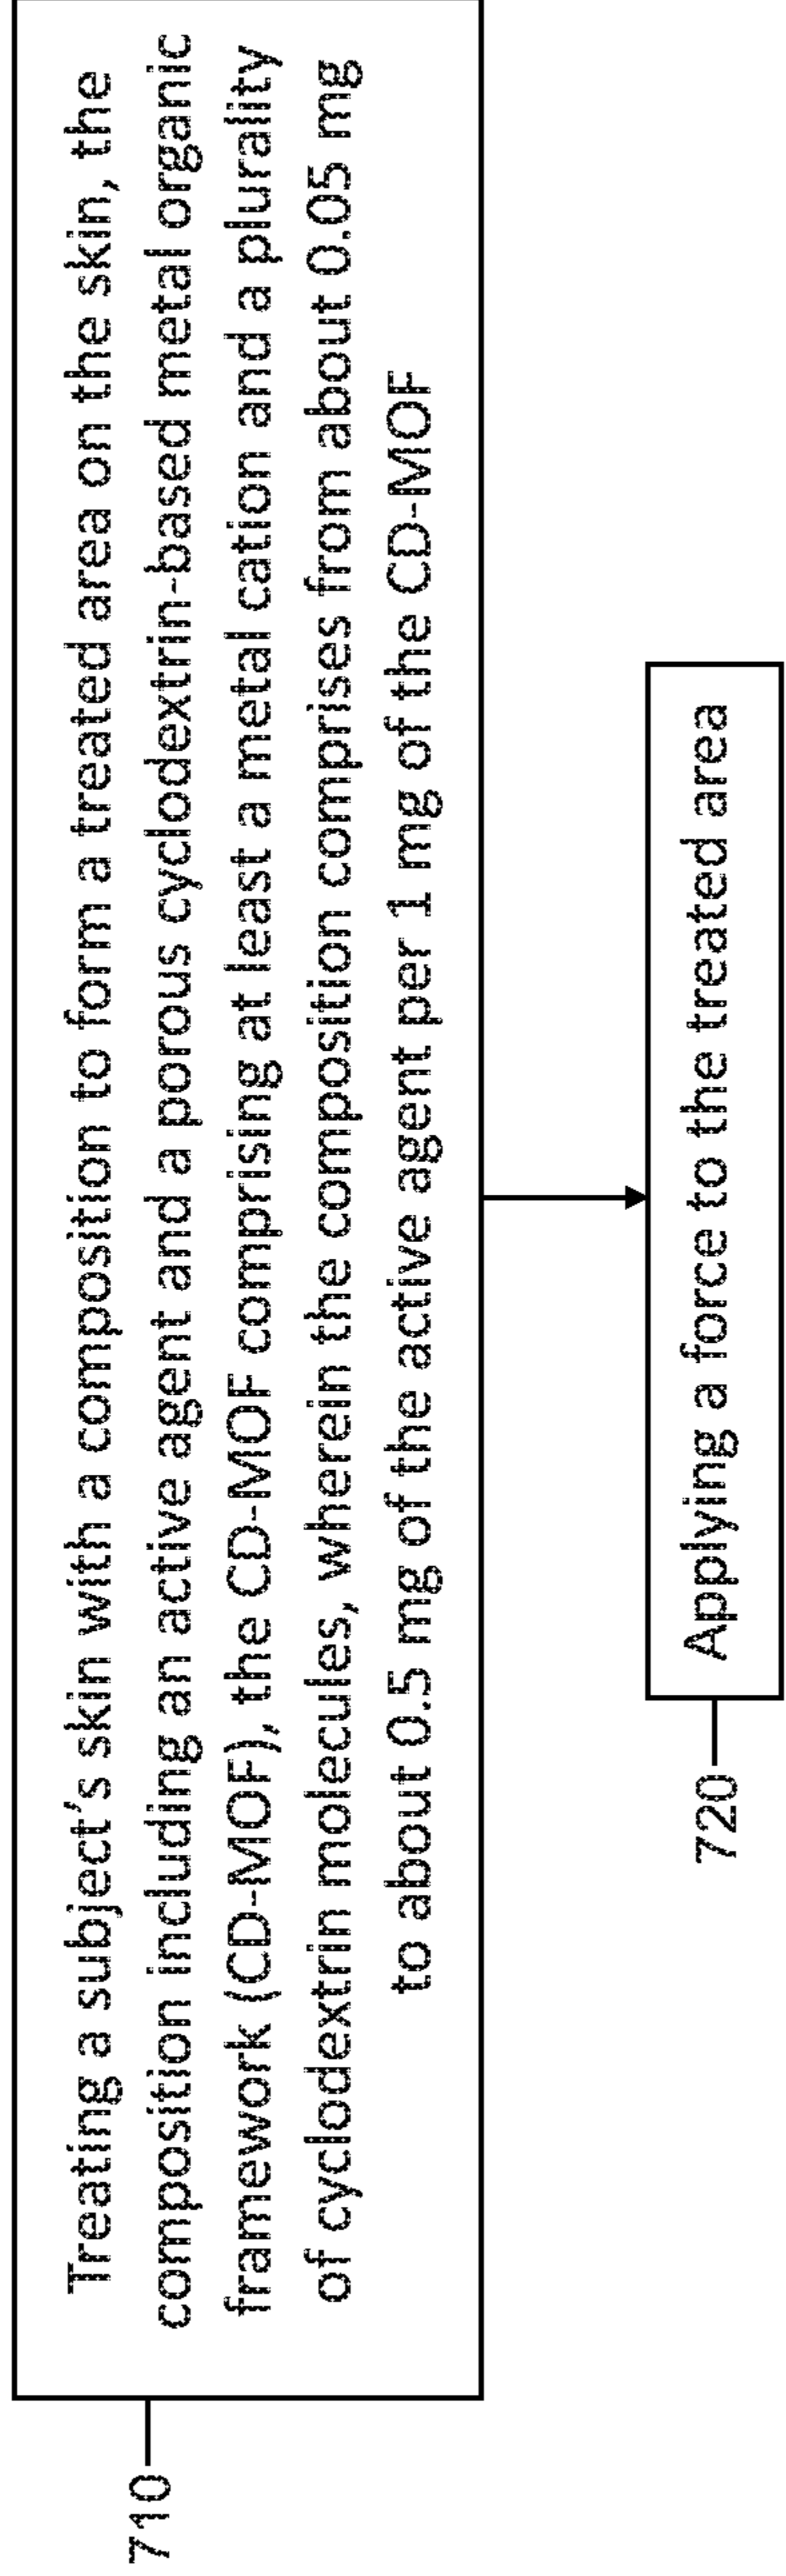 710
Treating a subject's skin with a composition to form a treated area on the skin, the
composition including an active agent and a porous cyclodextrin-based metal organic
framework (CD-MOF), the CD-MOF comprising at least a metal cation and a plurality
of cyclodextrin molecules, wherein the composition comprises from about 0.05 mg
to about 0.5 mg of the active agent per 1 mg of the CD-MOF
720
Applying a force to the treated area